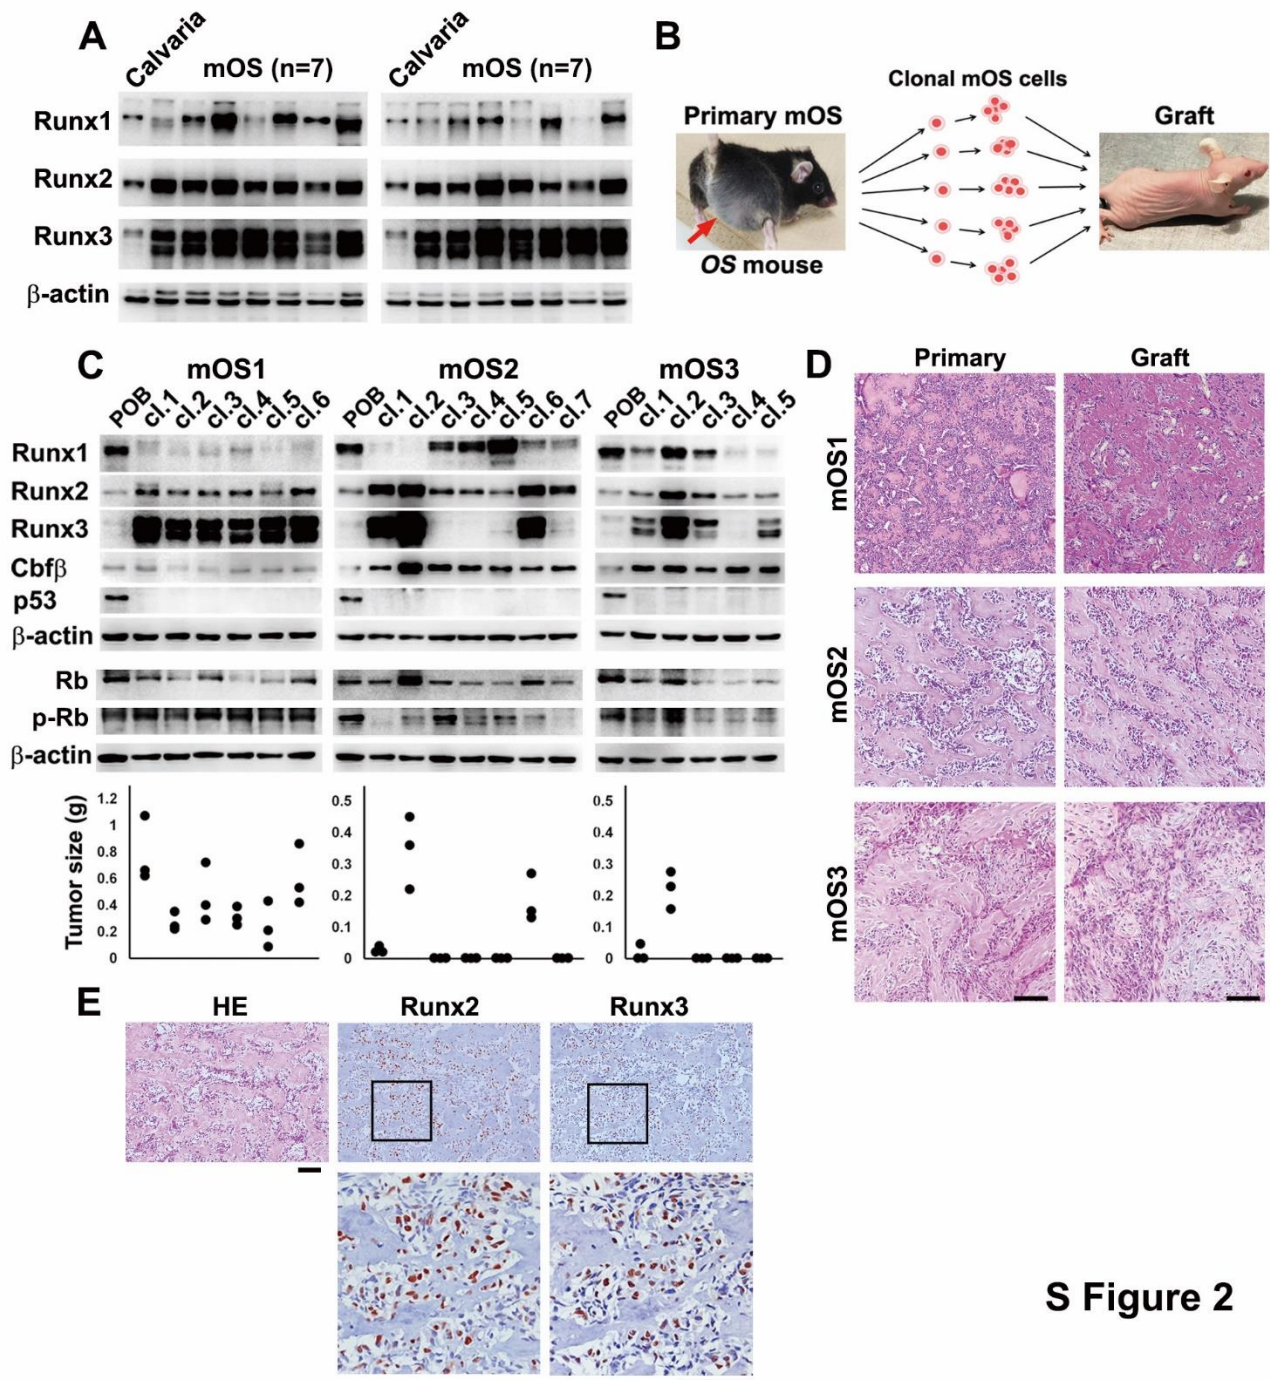 A
Calvaria
mOS (n=7)
Calvaria
mOS (n=7)
Runx1
Runx2
Runx3
β-actin
B
Clonal mOS cells
Primary mOS
Graft
OS mouse
C
mOS1
mOS2
mOS3
POB cl.1 cl.2 cl.3 cl.4 cl.5 cl.6
POB cl.1 cl.2 cl.3 cl.4 cl.5 cl.6 cl.7
POB cl.1 cl.2 cl.3 cl.4 cl.5
Runx1
Runx2
Runx3
Cbfβ
p53
β-actin
Rb
p-Rb
β-actin
Tumor size (g)
1.2
1
0.8
0.6
0.4
0.2
0
0.5
0.4
0.3
0.2
0.1
0
0.5
0.4
0.3
0.2
0.1
0
D
Primary
Graft
mOS1
mOS2
mOS3
E
HE
Runx2
Runx3
S Figure 2